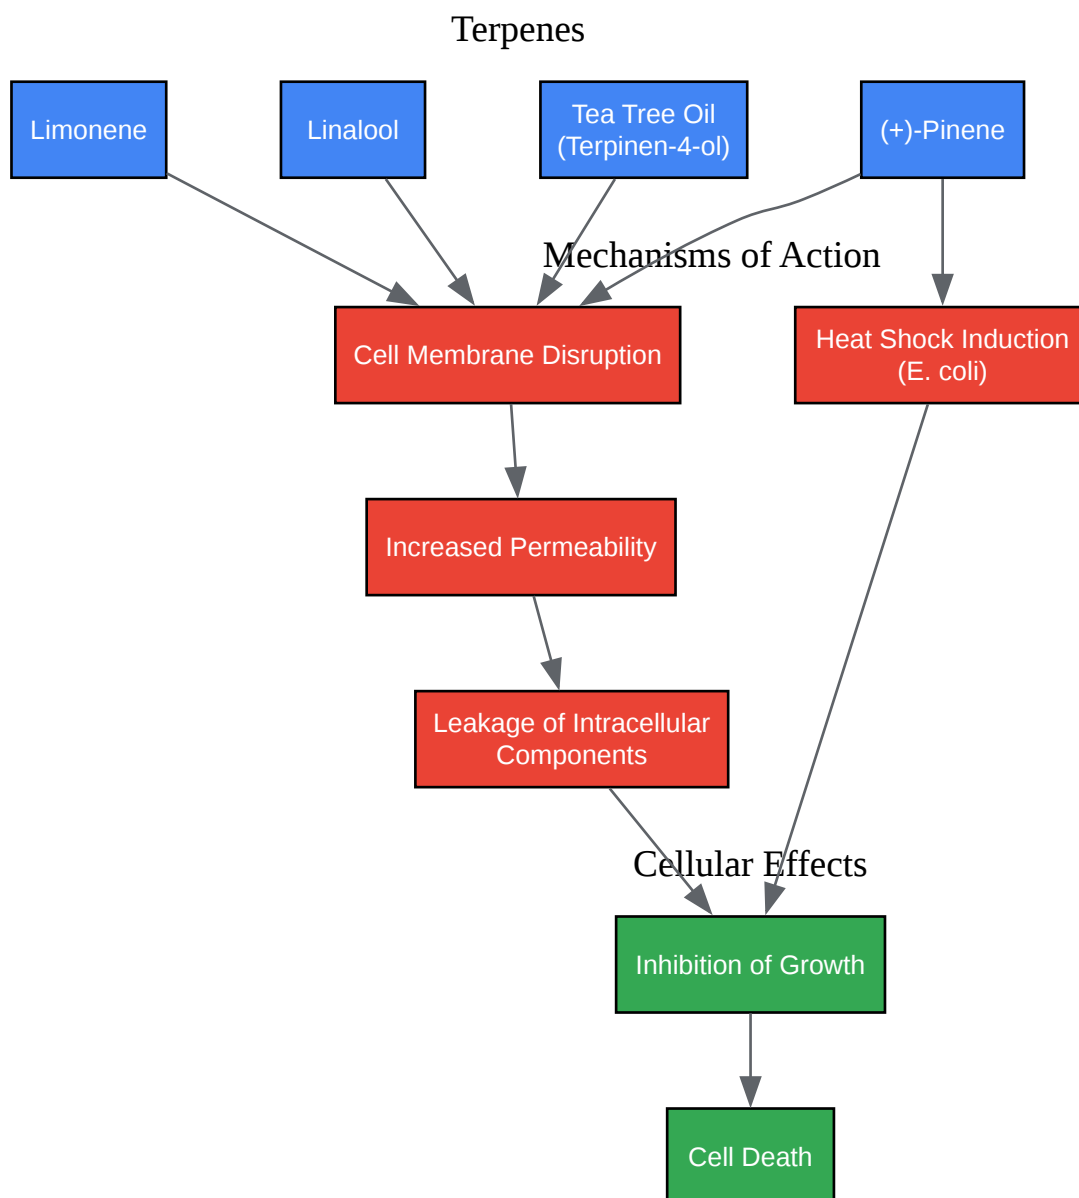 Terpenes
Limonene
Linalool
Tea Tree Oil
(Terpinen-4-ol)
(+)-Pinene
Mechanisms of Action
Cell Membrane Disruption
Heat Shock Induction
(E. coli)
Increased Permeability
Leakage of Intracellular
Components
Cellular Effects
Inhibition of Growth
Cell Death